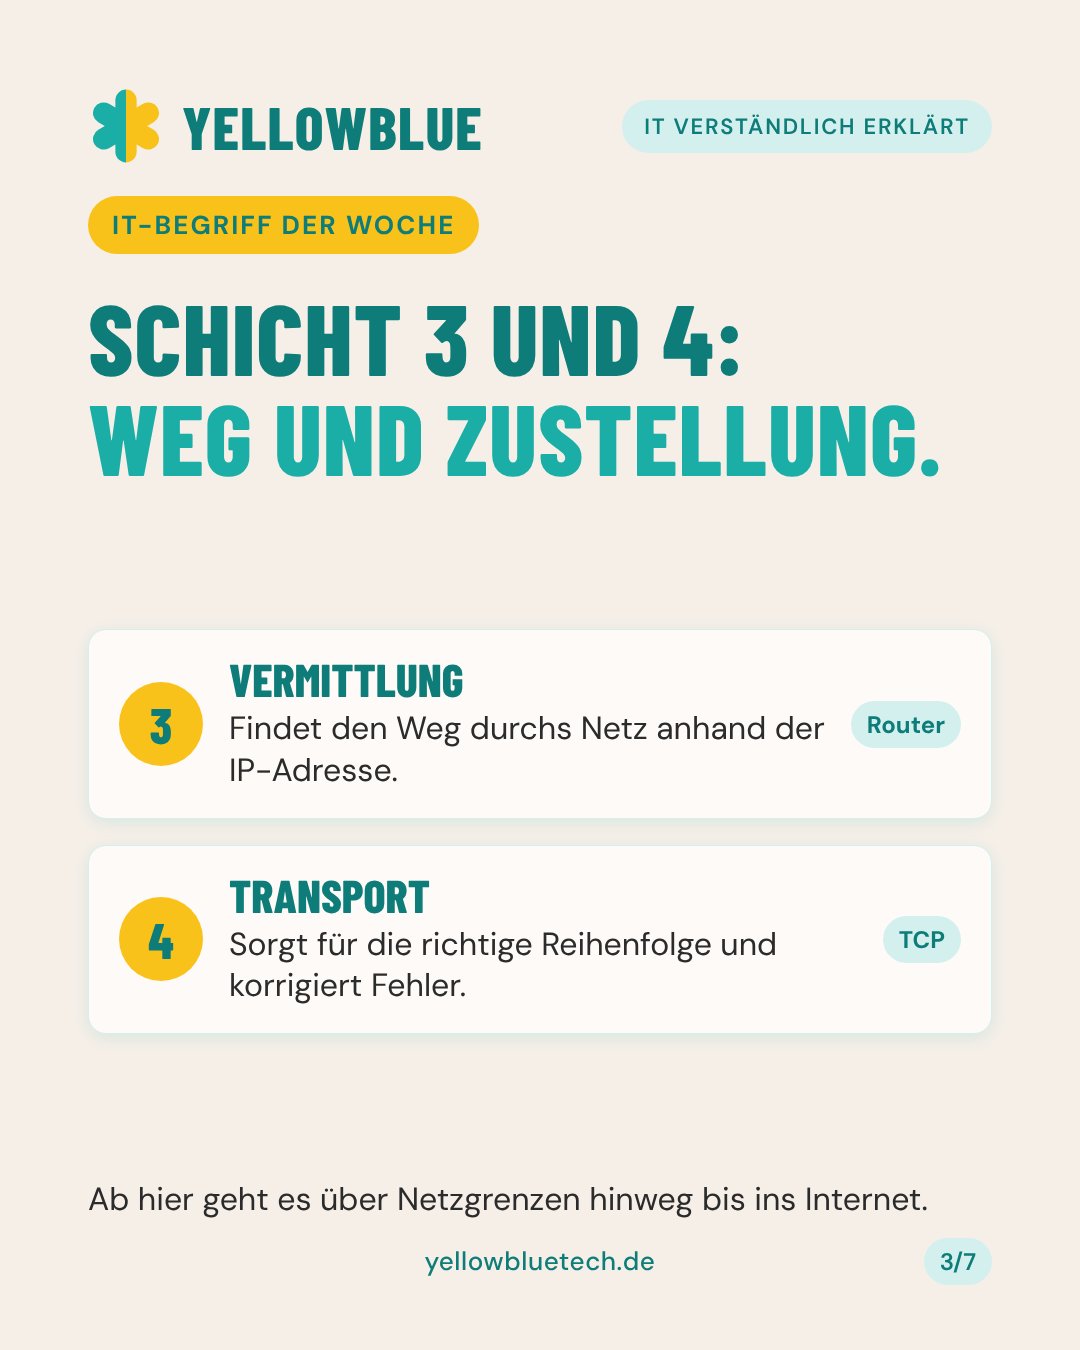 YELLOWBLUE
IT VERSTÄNDLICH ERKLÄRT
IT-BEGRIFF DER WOCHE
SCHICHT 3 UND 4:
WEG UND ZUSTELLUNG.
3
VERMITTLUNG
Findet den Weg durchs Netz anhand der
IP-Adresse.
Router
4
TRANSPORT
Sorgt für die richtige Reihenfolge und
korrigiert Fehler.
TCP
Ab hier geht es über Netzgrenzen hinweg bis ins Internet.
yellowbluetech.de
3/7